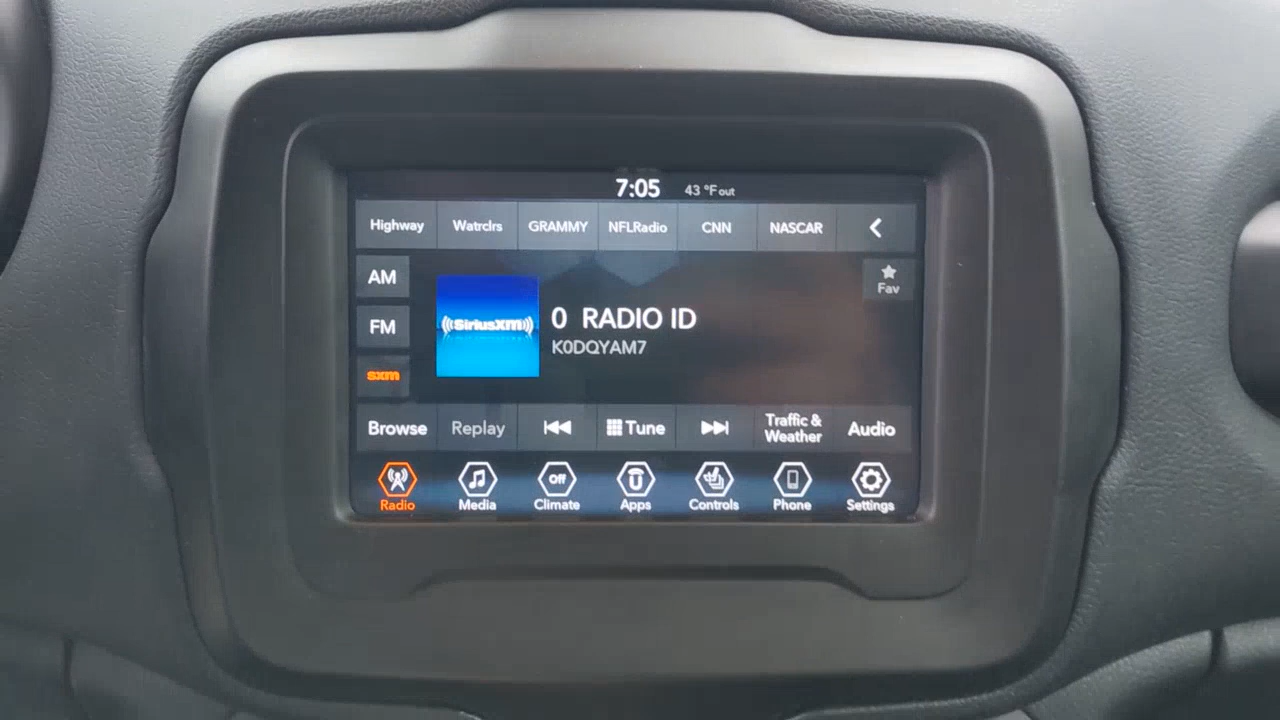 7:05 43 °F out
Highway Watrclrs GRAMMY NFLRadio CNN NASCAR
AM
Fav
((SiriusXM))
0 RADIO ID
FM
K0DQYAM7
sxm
Browse Replay Tune Traffic & Weather Audio
Off
Radio Media Climate Apps Controls Phone Settings